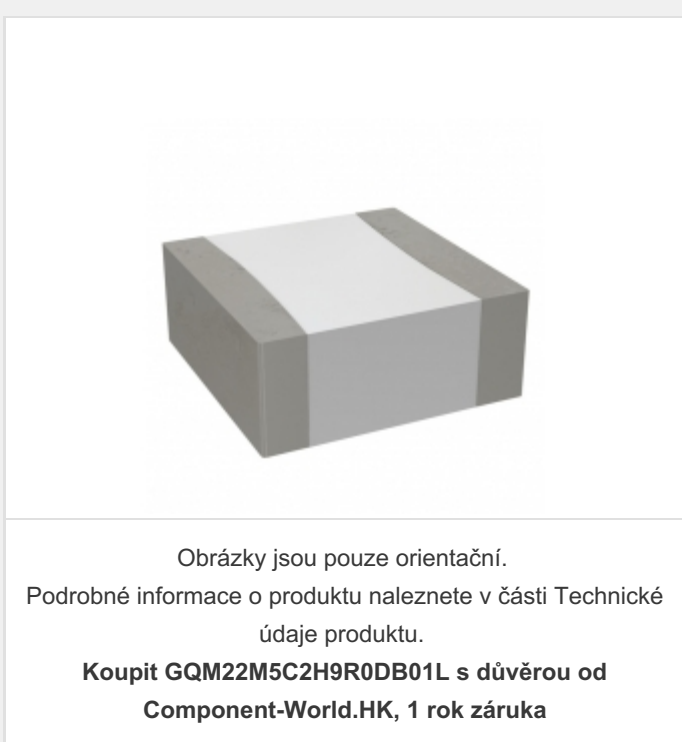 Obrázky jsou pouze orientační.
Podrobné informace o produktu naleznete v části Technické
údaje produktu.
Koupit GQM22M5C2H9R0DB01L s důvěrou od
Component-World.HK, 1 rok záruka